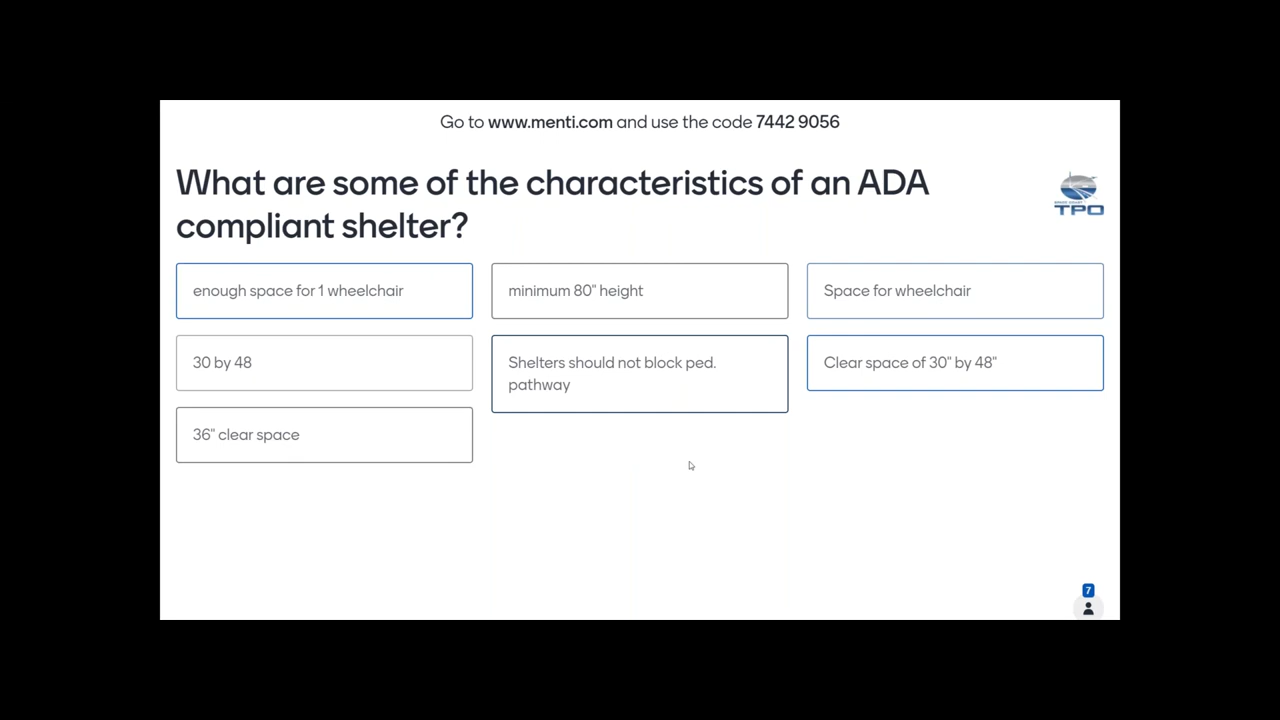 Go to www.menti.com and use the code 7442 9056
What are some of the characteristics of an ADA
compliant shelter?
TPO
enough space for 1 wheelchair
minimum 80" height
Space for wheelchair
30 by 48
Shelters should not block ped.
pathway
Clear space of 30" by 48"
36" clear space
7